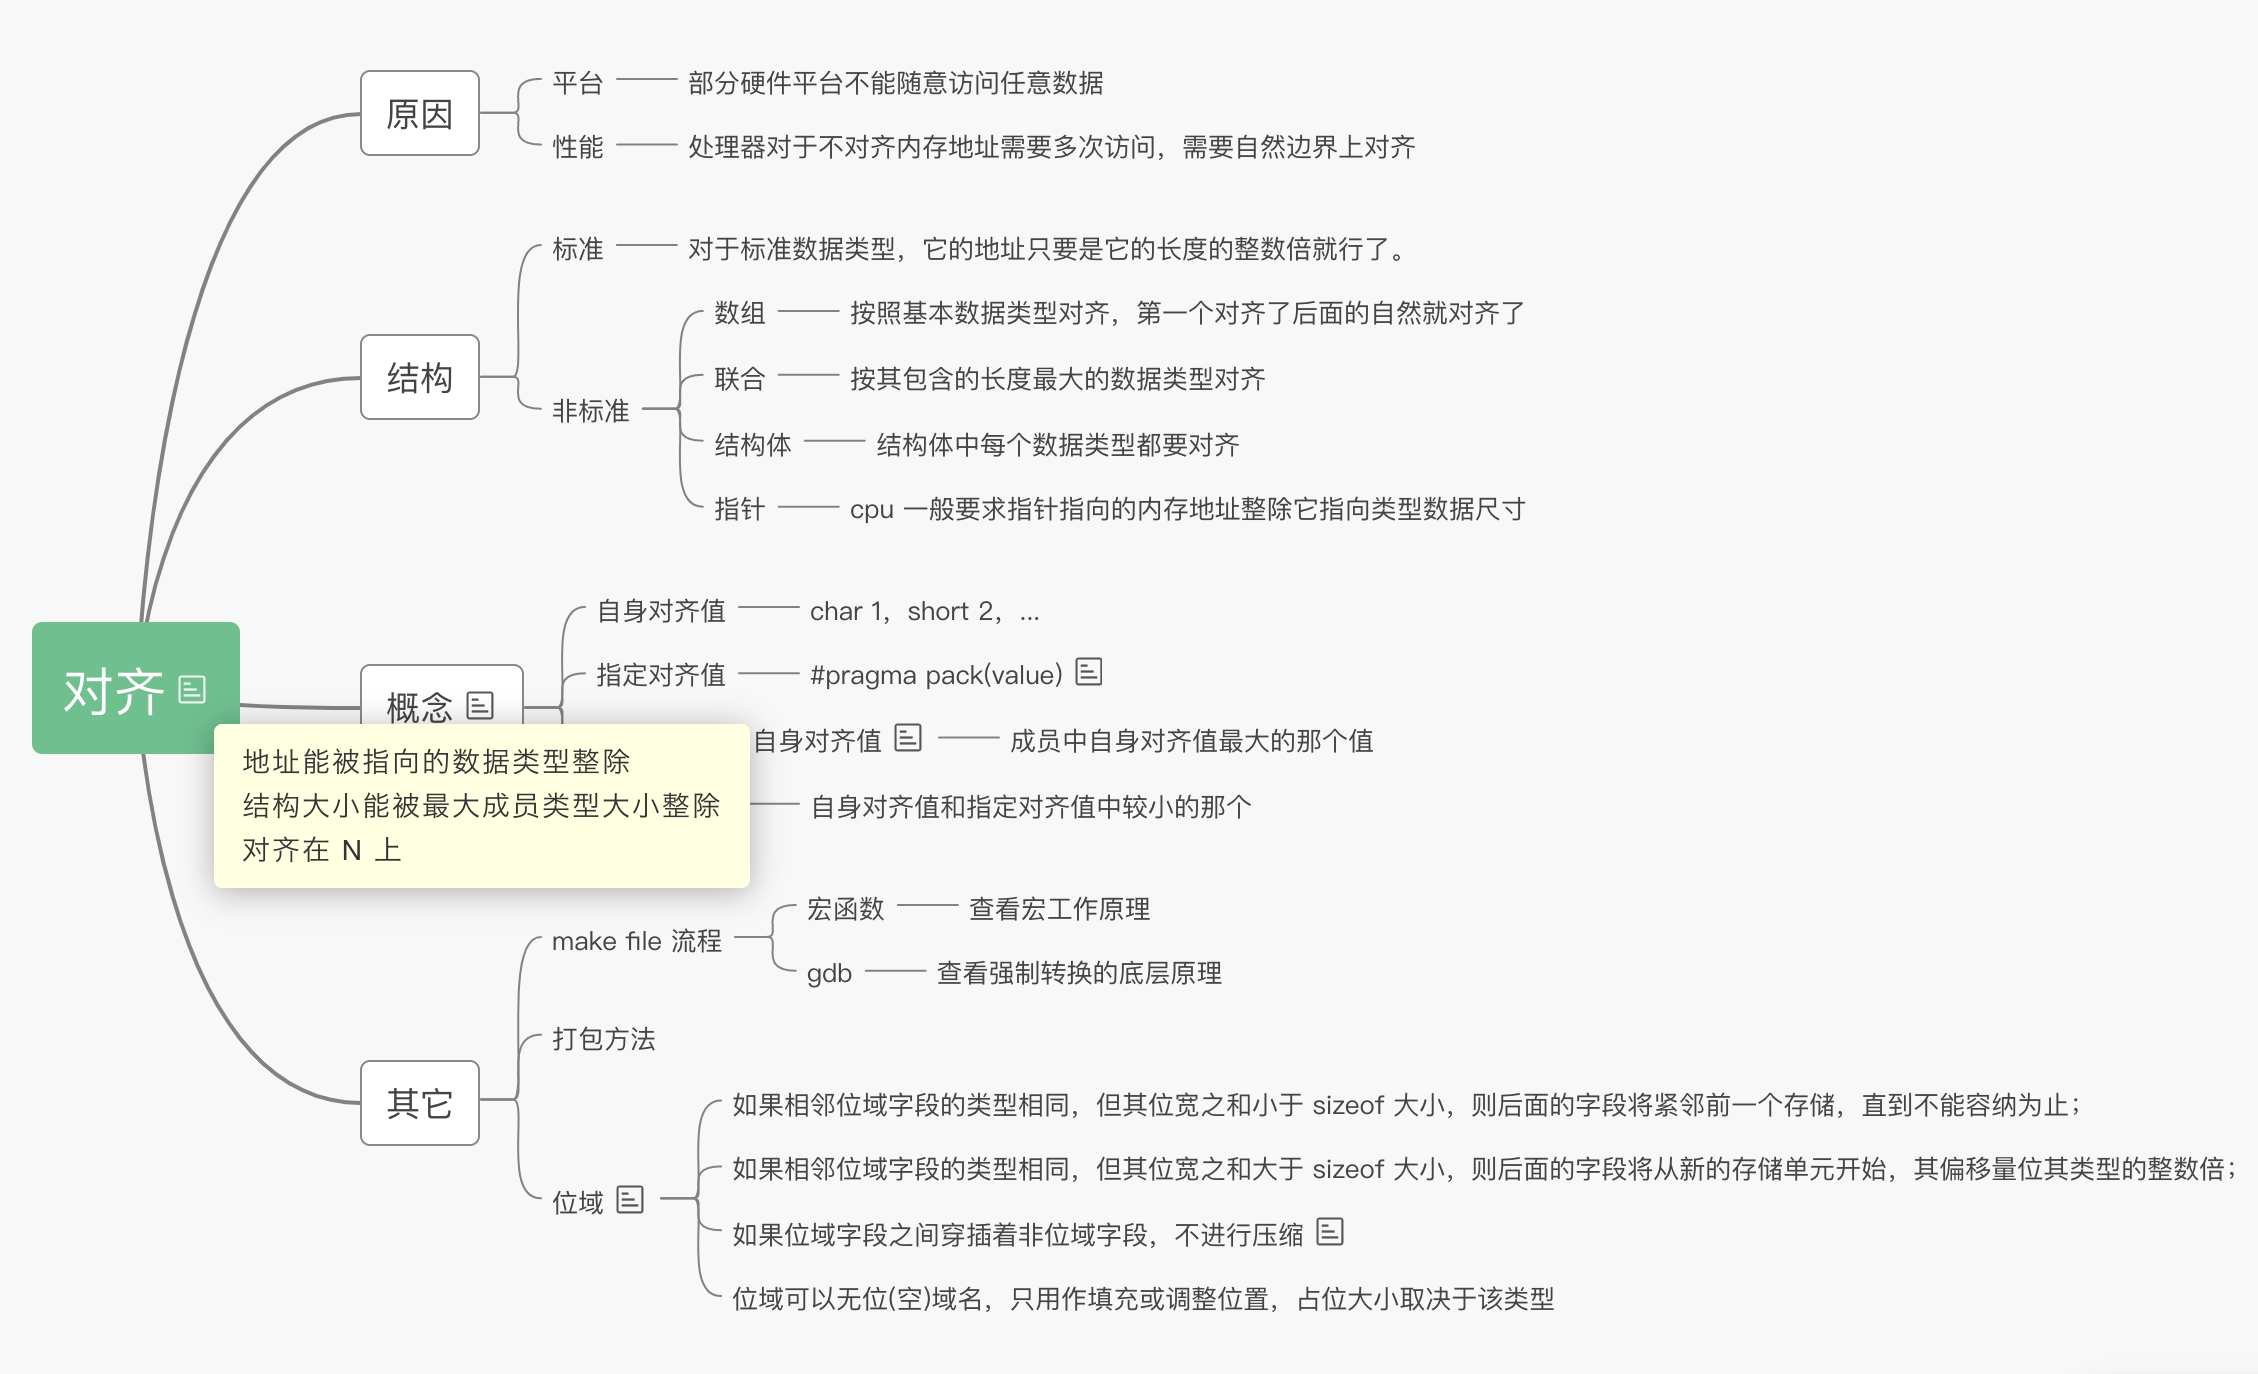 原因
平台
部分硬件平台不能随意访问任意数据
性能
处理器对于不对齐内存地址需要多次访问，需要自然边界上对齐
结构
标准
对于标准数据类型，它的地址只要是它的长度的整数倍就行了。
非标准
数组
按照基本数据类型对齐，第一个对齐了后面的自然就对齐了
联合
按其包含的长度最大的数据类型对齐
结构体
结构体中每个数据类型都要对齐
指针
cpu 一般要求指针指向的内存地址整除它指向类型数据尺寸
对齐
概念
自身对齐值
char 1，short 2，...
指定对齐值
#pragma pack(value)
自身对齐值
成员中自身对齐值最大的那个值
自身对齐值和指定对齐值中较小的那个
地址能被指向的数据类型整除
结构大小能被最大成员类型大小整除
对齐在 N 上
其它
make file 流程
宏函数
查看宏工作原理
gdb
查看强制转换的底层原理
打包方法
位域
如果相邻位域字段的类型相同，但其位宽之和小于 sizeof 大小，则后面的字段将紧邻前一个存储，直到不能容纳为止；
如果相邻位域字段的类型相同，但其位宽之和大于 sizeof 大小，则后面的字段将从新的存储单元开始，其偏移量位其类型的整数倍；
如果位域字段之间穿插着非位域字段，不进行压缩
位域可以无位(空)域名，只用作填充或调整位置，占位大小取决于该类型